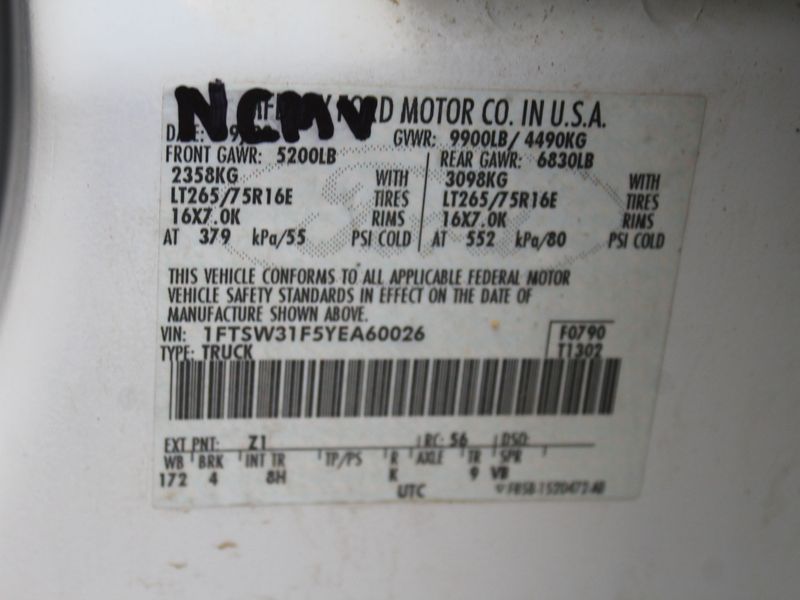 NCMV
MOTOR CO. IN U.S.A.
GVWR: 9900LB/ 4490KG
FRONT GAWR: 5200LB REAR GAWR: 6830LB
2358KG WITH 3098KG WITH
LT265/75R16E TIRES LT265/75R16E TIRES
16X7.0K RIMS 16X7.0K RIMS
AT 379 kPa/55 PSI COLD AT 552 kPa/80 PSI COLD
THIS VEHICLE CONFORMS TO ALL APPLICABLE FEDERAL MOTOR
VEHICLE SAFETY STANDARDS IN EFFECT ON THE DATE OF
MANUFACTURE SHOWN ABOVE.
VIN: 1FTSW31F5YEA60026 F0790
TYPE: TRUCK T1302
EXT PNT: Z1 RC: 56 DSO:
WB BRK INT TR TP/PS R AXLE TR SPR
172 4 8H K 9 VB
UTC